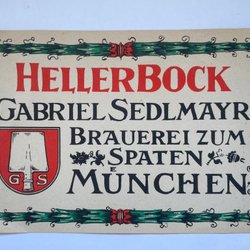 HELLERBOCK
GABRIEL SEDLMAYR
BRAUEREI ZUM
SPATEN
MÜNCHEN
G S